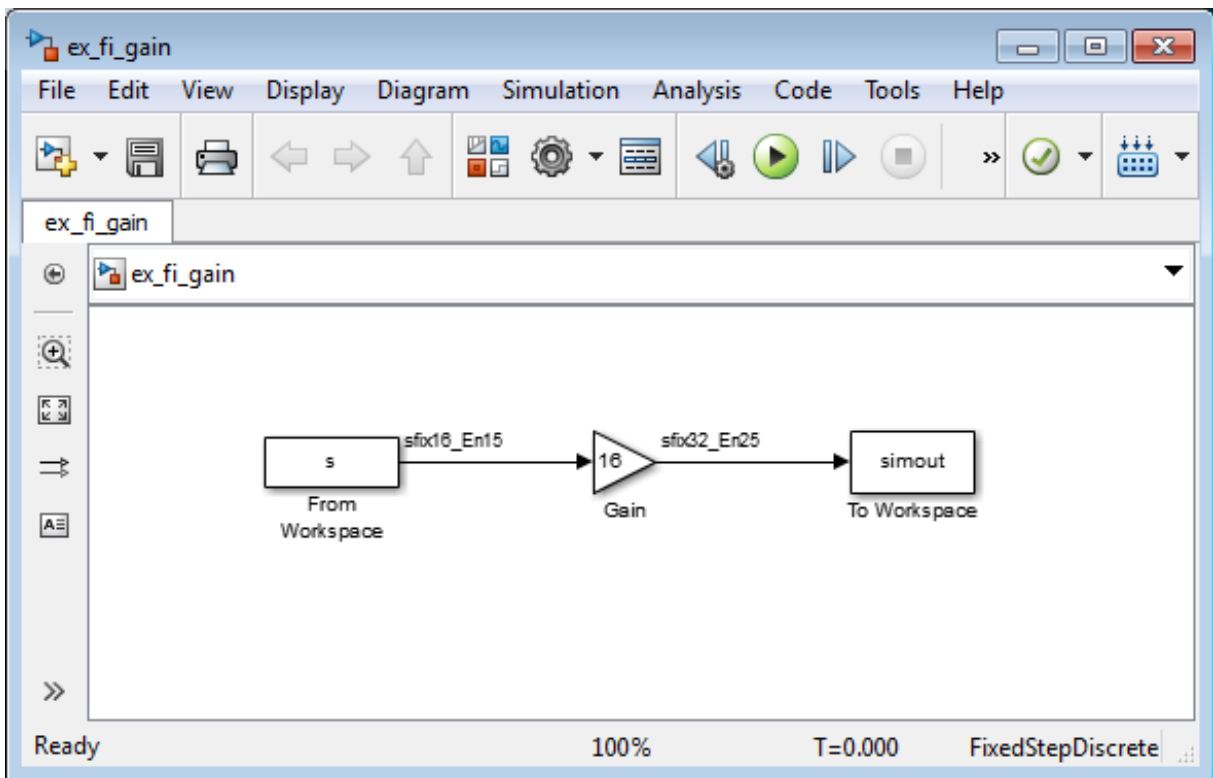 ex_fi_gain
File Edit View Display Diagram Simulation Analysis Code Tools Help
»
ex_fi_gain
ex_fi_gain
sfix16_En15
sfix32_En25
s
16
simout
From
Workspace
Gain
To Workspace
A
»
Ready 100% T=0.000 FixedStepDiscrete